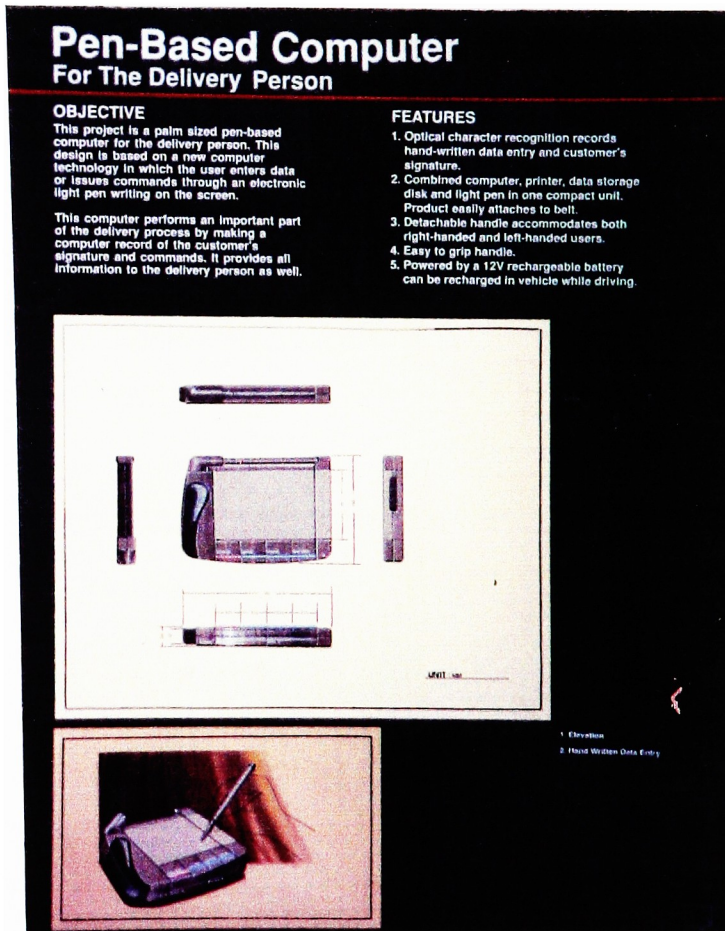 Pen-Based Computer
For The Delivery Person
OBJECTIVE
This project is a palm sized pen-based
computer for the delivery person. This
design is based on a new computer
technology in which the user enters data
or issues commands through an electronic
light pen writing on the screen.
This computer performs an important part
of the delivery process by making a
computer record of the customer's
signature and commands. It provides all
information to the delivery person as well.
FEATURES
1. Optical character recognition records
hand-written data entry and customer's
signature.
2. Combined computer, printer, data storage
disk and light pen in one compact unit.
Product easily attaches to belt.
3. Detachable handle accommodates both
right-handed and left-handed users.
4. Easy to grip handle.
5. Powered by a 12V rechargeable battery
can be recharged in vehicle while driving.
UNIT
1 Elevation
2 Hand Written Data Entry